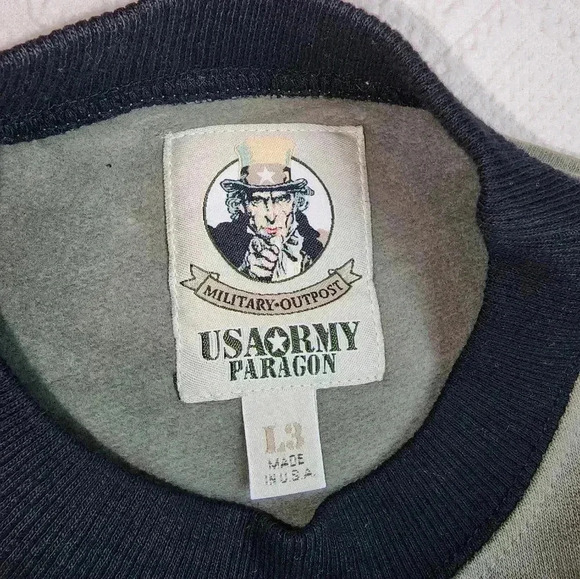 MILITARY•OUTPOST
USA✪RMY
PARAGON
L3
MADE
IN U.S.A.